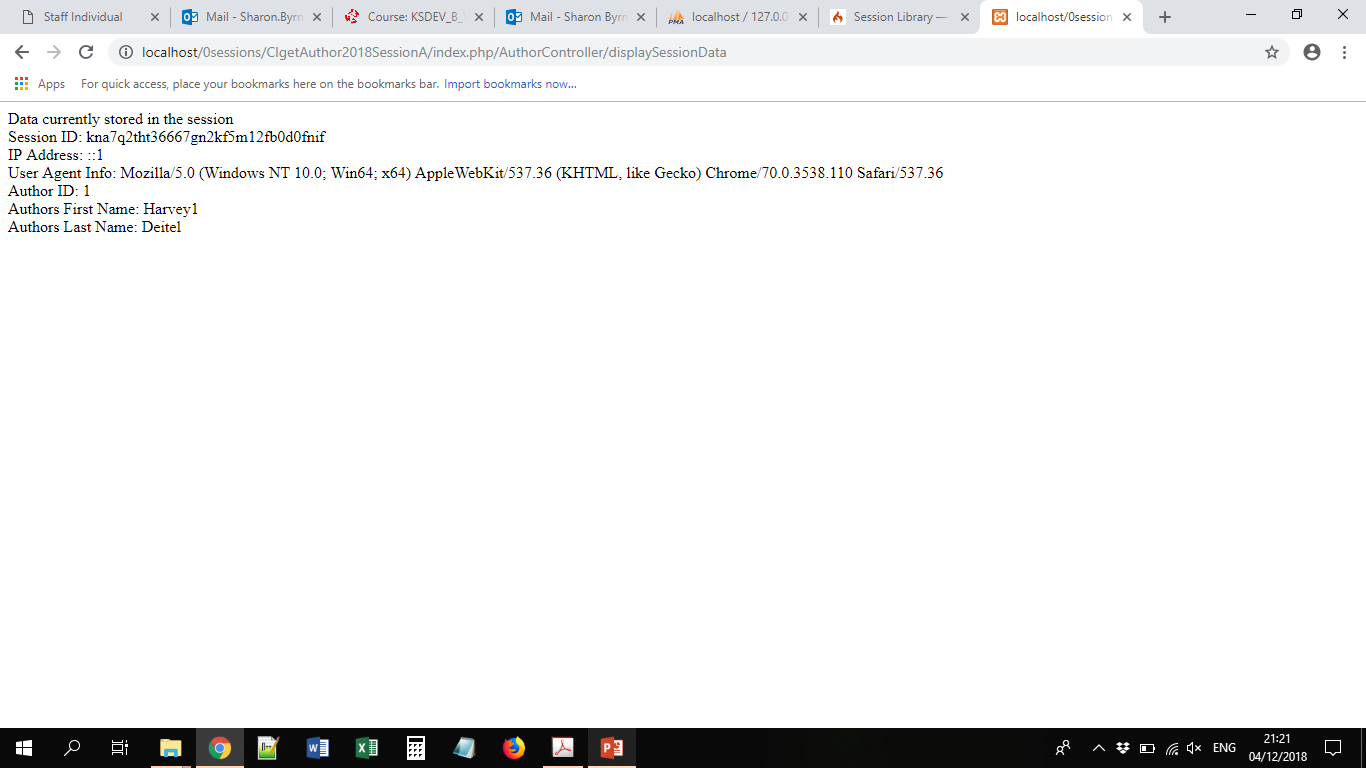 Staff Individual
Mail - Sharon.Byrn
Course: KSDEV_B_
Mail - Sharon Byrn
localhost / 127.0.0
Session Library —
localhost/0session
localhost/0sessions/CIgetAuthor2018SessionA/index.php/AuthorController/displaySessionData
Apps For quick access, place your bookmarks here on the bookmarks bar. Import bookmarks now...
Data currently stored in the session
Session ID: kna7q2tht36667gn2kf5m12fb0d0fnif
IP Address: ::1
User Agent Info: Mozilla/5.0 (Windows NT 10.0; Win64; x64) AppleWebKit/537.36 (KHTML, like Gecko) Chrome/70.0.3538.110 Safari/537.36
Author ID: 1
Authors First Name: Harvey1
Authors Last Name: Deitel
ENG
21:21
04/12/2018